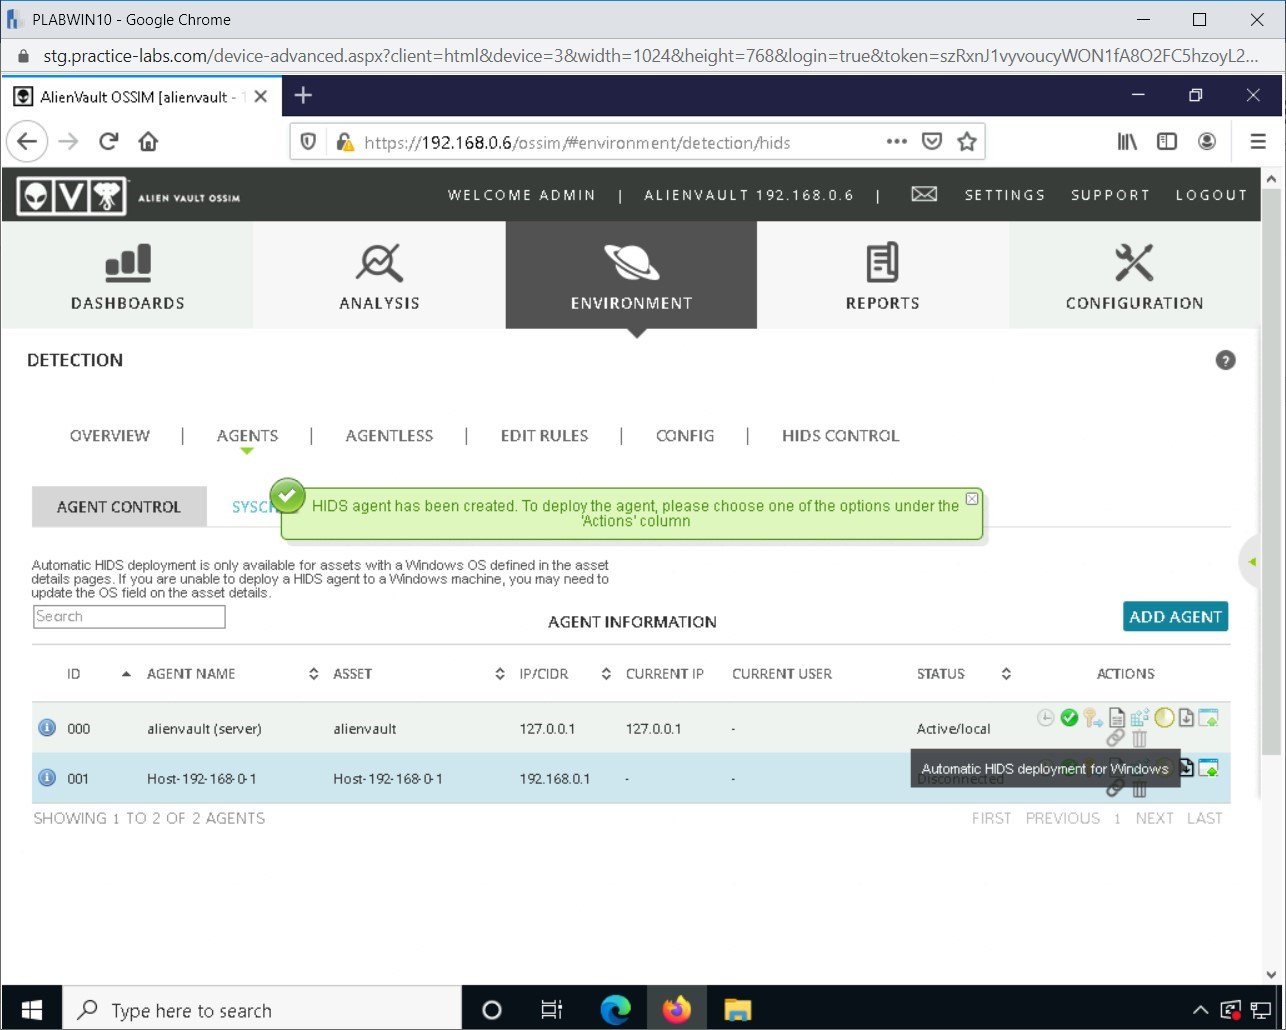 PLABWIN10 - Google Chrome
stg.practice-labs.com/device-advanced.aspx?client=html&device=3&width=1024&height=768&login=true&token=szRxnJ1vyvoucyWON1fA8O2FC5hzoyL2...
AlienVault OSSIM [alienvault - 1
https://192.168.0.6/ossim/#environment/detection/hids
ALIEN VAULT OSSIM
WELCOME ADMIN | ALIENVAULT 192.168.0.6 | SETTINGS SUPPORT LOGOUT
DASHBOARDS ANALYSIS ENVIRONMENT REPORTS CONFIGURATION
DETECTION
OVERVIEW | AGENTS | AGENTLESS | EDIT RULES | CONFIG | HIDS CONTROL
AGENT CONTROL
HIDS agent has been created. To deploy the agent, please choose one of the options under the
'Actions' column
Automatic HIDS deployment is only available for assets with a Windows OS defined in the asset
details pages. If you are unable to deploy a HIDS agent to a Windows machine, you may need to
update the OS field on the asset details.
Search
AGENT INFORMATION
ADD AGENT
ID AGENT NAME ASSET IP/CIDR CURRENT IP CURRENT USER STATUS ACTIONS
000 alienvault (server) alienvault 127.0.0.1 127.0.0.1 - Active/local
Automatic HIDS deployment for Windows
001 Host-192-168-0-1 Host-192-168-0-1 192.168.0.1 - - Disconnected
SHOWING 1 TO 2 OF 2 AGENTS
FIRST PREVIOUS 1 NEXT LAST
Type here to search